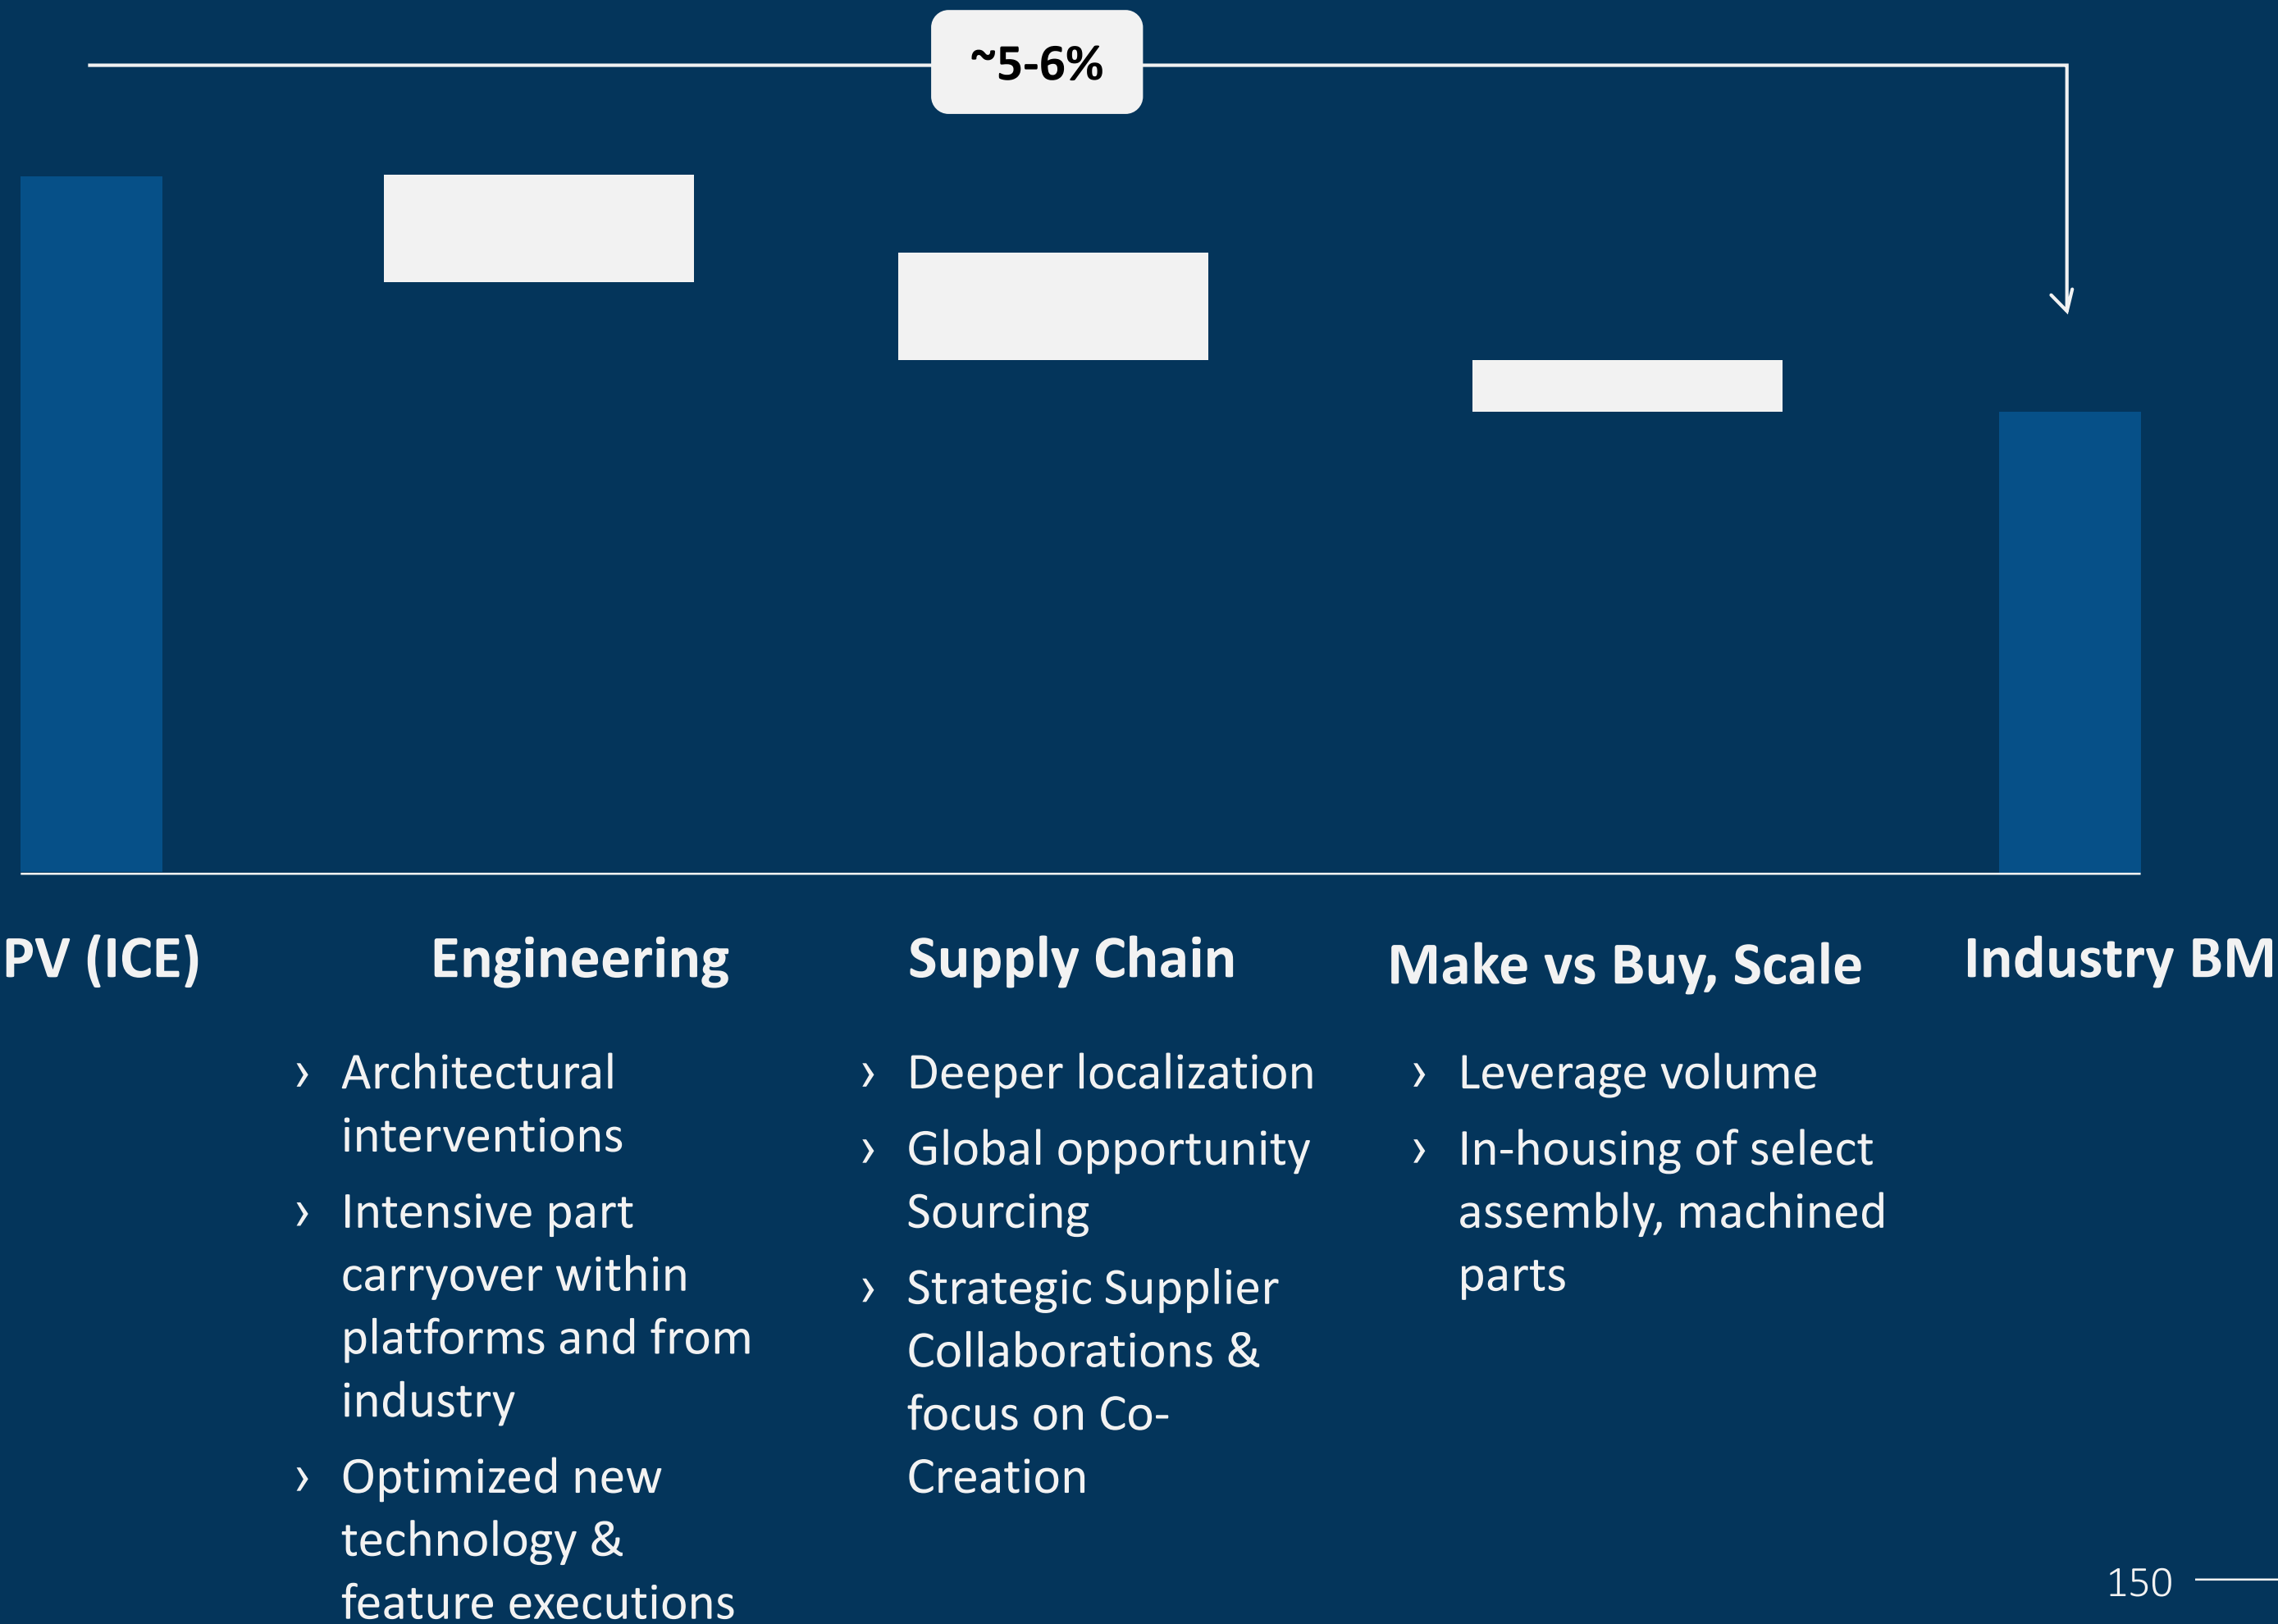 ~5-6%
PV (ICE)
Engineering
Supply Chain
Make vs Buy, Scale
Industry BM
› Architectural
interventions
› Intensive part
carryover within
platforms and from
industry
› Optimized new
technology &
feature executions
› Deeper localization
› Global opportunity
Sourcing
› Strategic Supplier
Collaborations &
focus on Co-
Creation
› Leverage volume
› In-housing of select
assembly, machined
parts
150